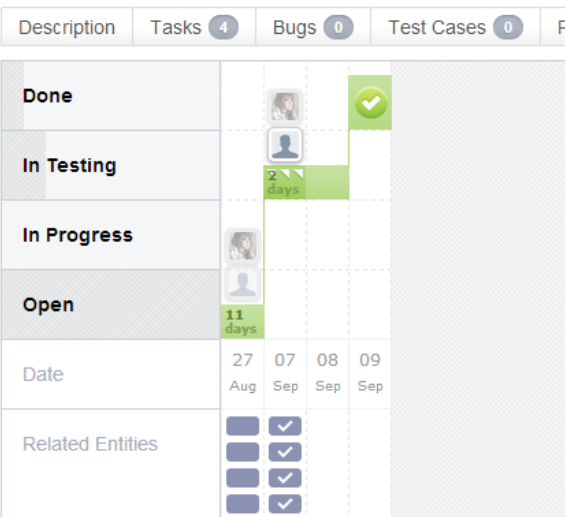 Description Tasks 4 Bugs 0 Test Cases 0
Done
In Testing
2
days
In Progress
Open
11
days
Date
27 07 08 09
Aug Sep Sep Sep
Related Entities